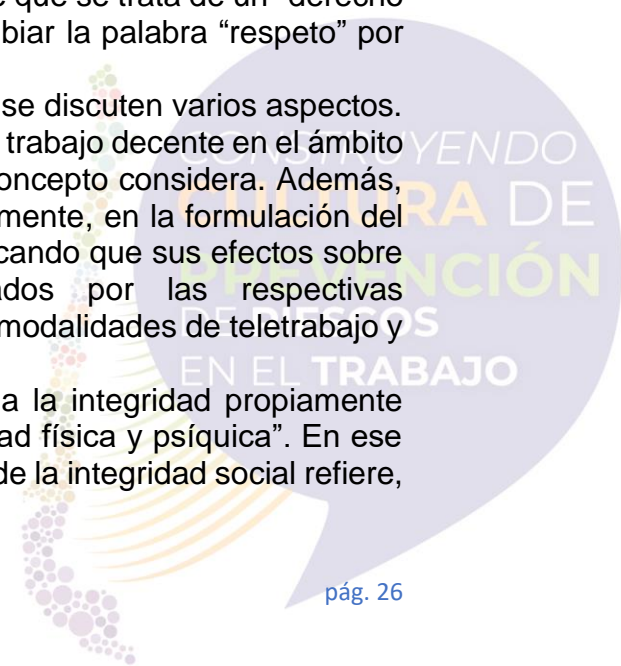 e que se trata de un "derecho
biar la palabra “respeto” por
se discuten varios aspectos.
trabajo decente en el ámbito
oncepto considera. Además,
mente, en la formulación del
cando que sus efectos sobre
dos por las respectivas
modalidades de teletrabajo y
a la integridad propiamente
ad física y psíquica”. En ese
de la integridad social refiere,
CONSTRUYENDO
CULTURA DE
PREVENCIÓN
DE RIESGOS
EN EL TRABAJO
pág. 26